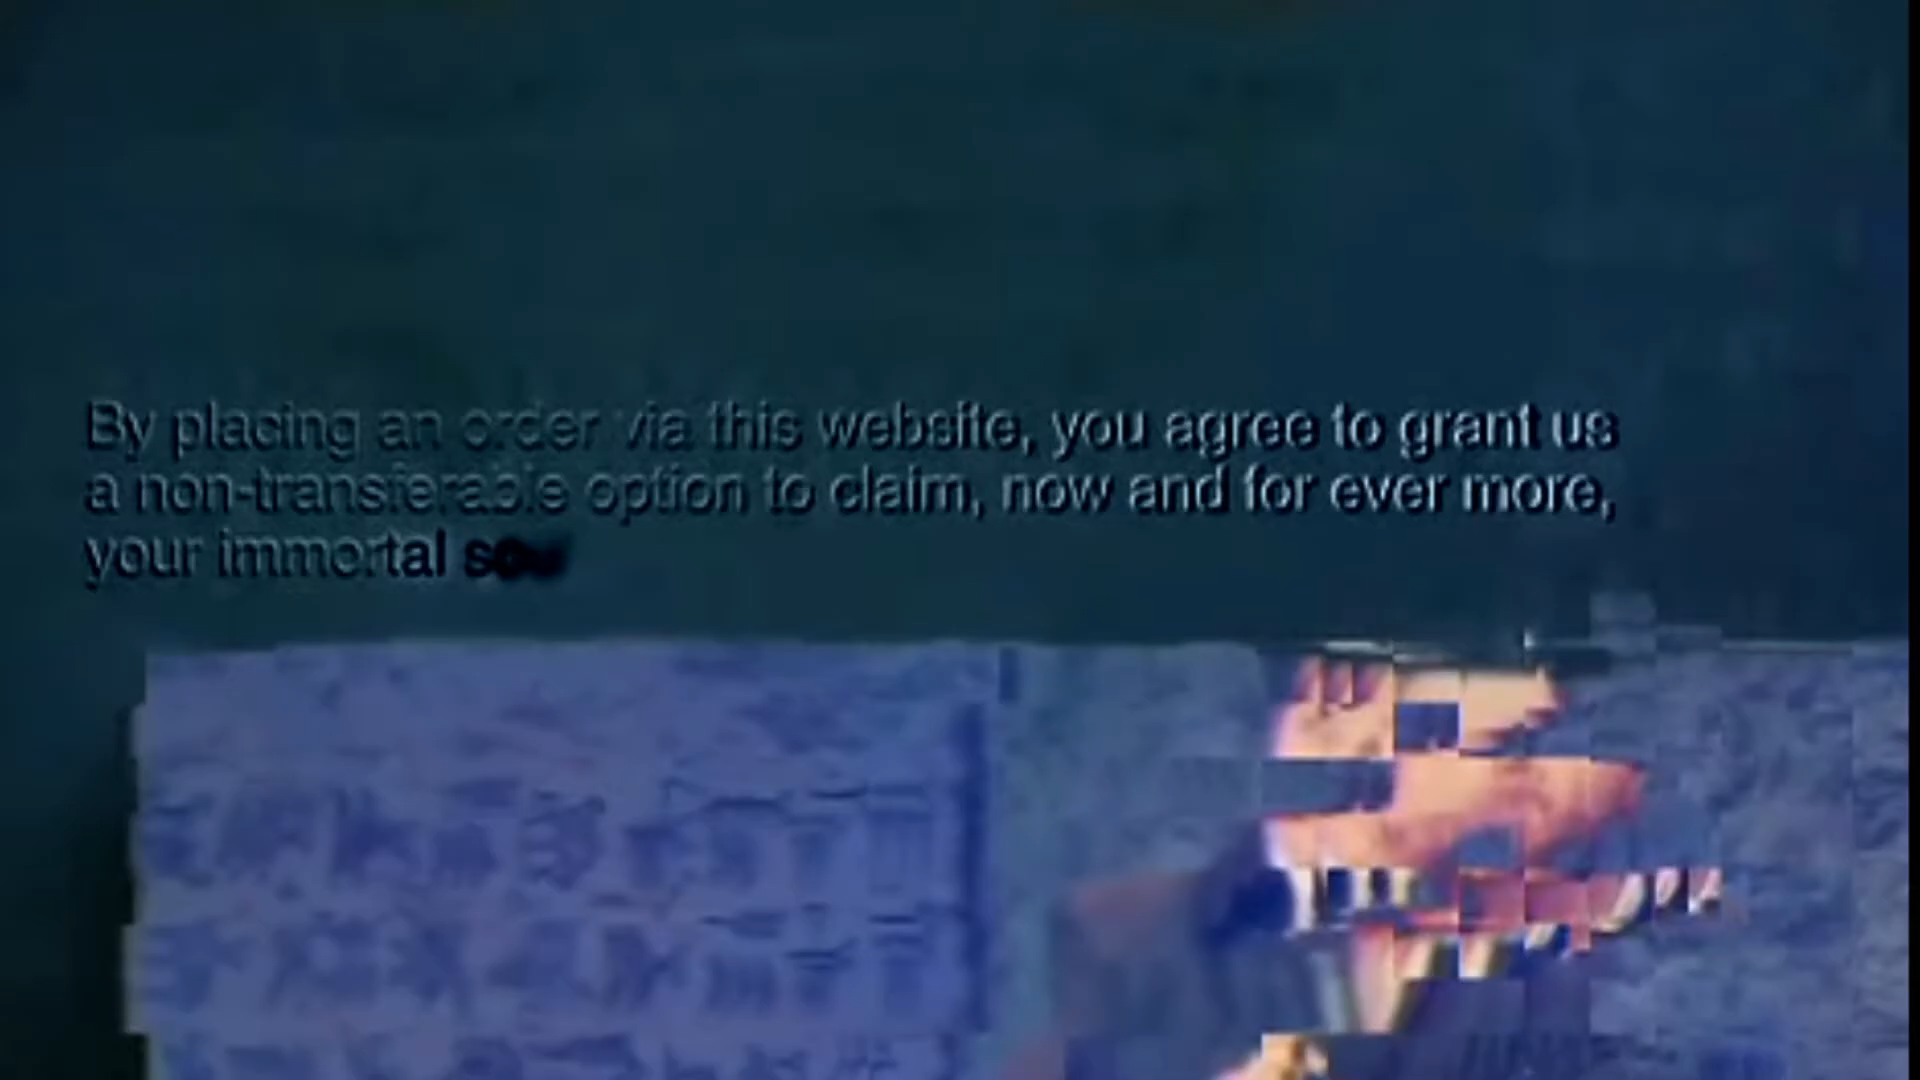 By placing an order via this website, you agree to grant us
a non-transferable option to claim, now and for ever more,
your immortal